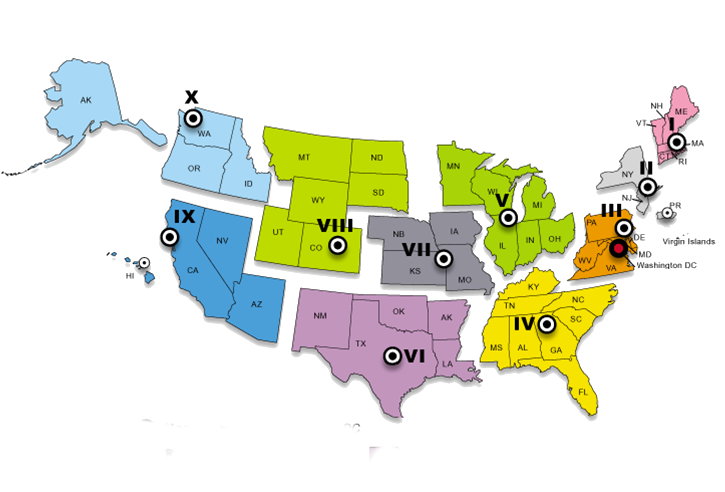 AK
X
WA
OR
ID
MT
ND
SD
WY
UT
CO
VIII
MN
WI
V
MI
IL
IN
OH
NH
ME
VT
I
MA
CT
RI
II
NY
NJ
PR
Virgin Islands
III
PA
DE
MD
Washington DC
WV
VA
IX
NV
CA
AZ
HI
NB
IA
VII
KS
MO
NM
OK
AK
TX
VI
LA
KY
TN
NC
SC
IV
MS
AL
GA
FL